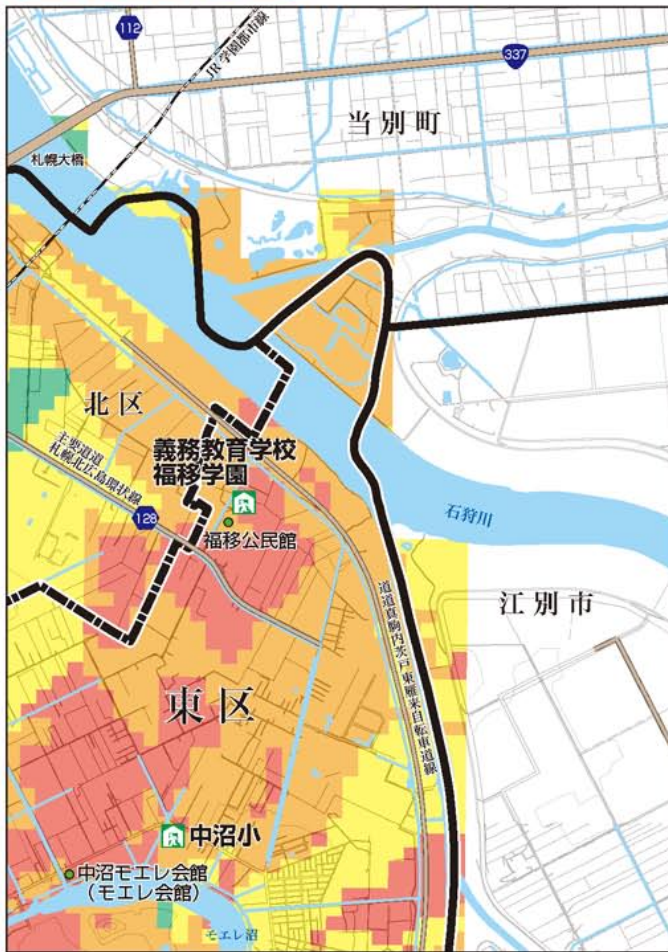 112
JR学園都市線
337
当別町
札幌大橋
北区
主要道道
札幌北広島環状線
義務教育学校
福移学園
128
福移公民館
石狩川
江別市
道道真駒内茨戸東雁来自転車道線
東区
中沼小
中沼モエレ会館
(モエレ会館)
モエレ沼